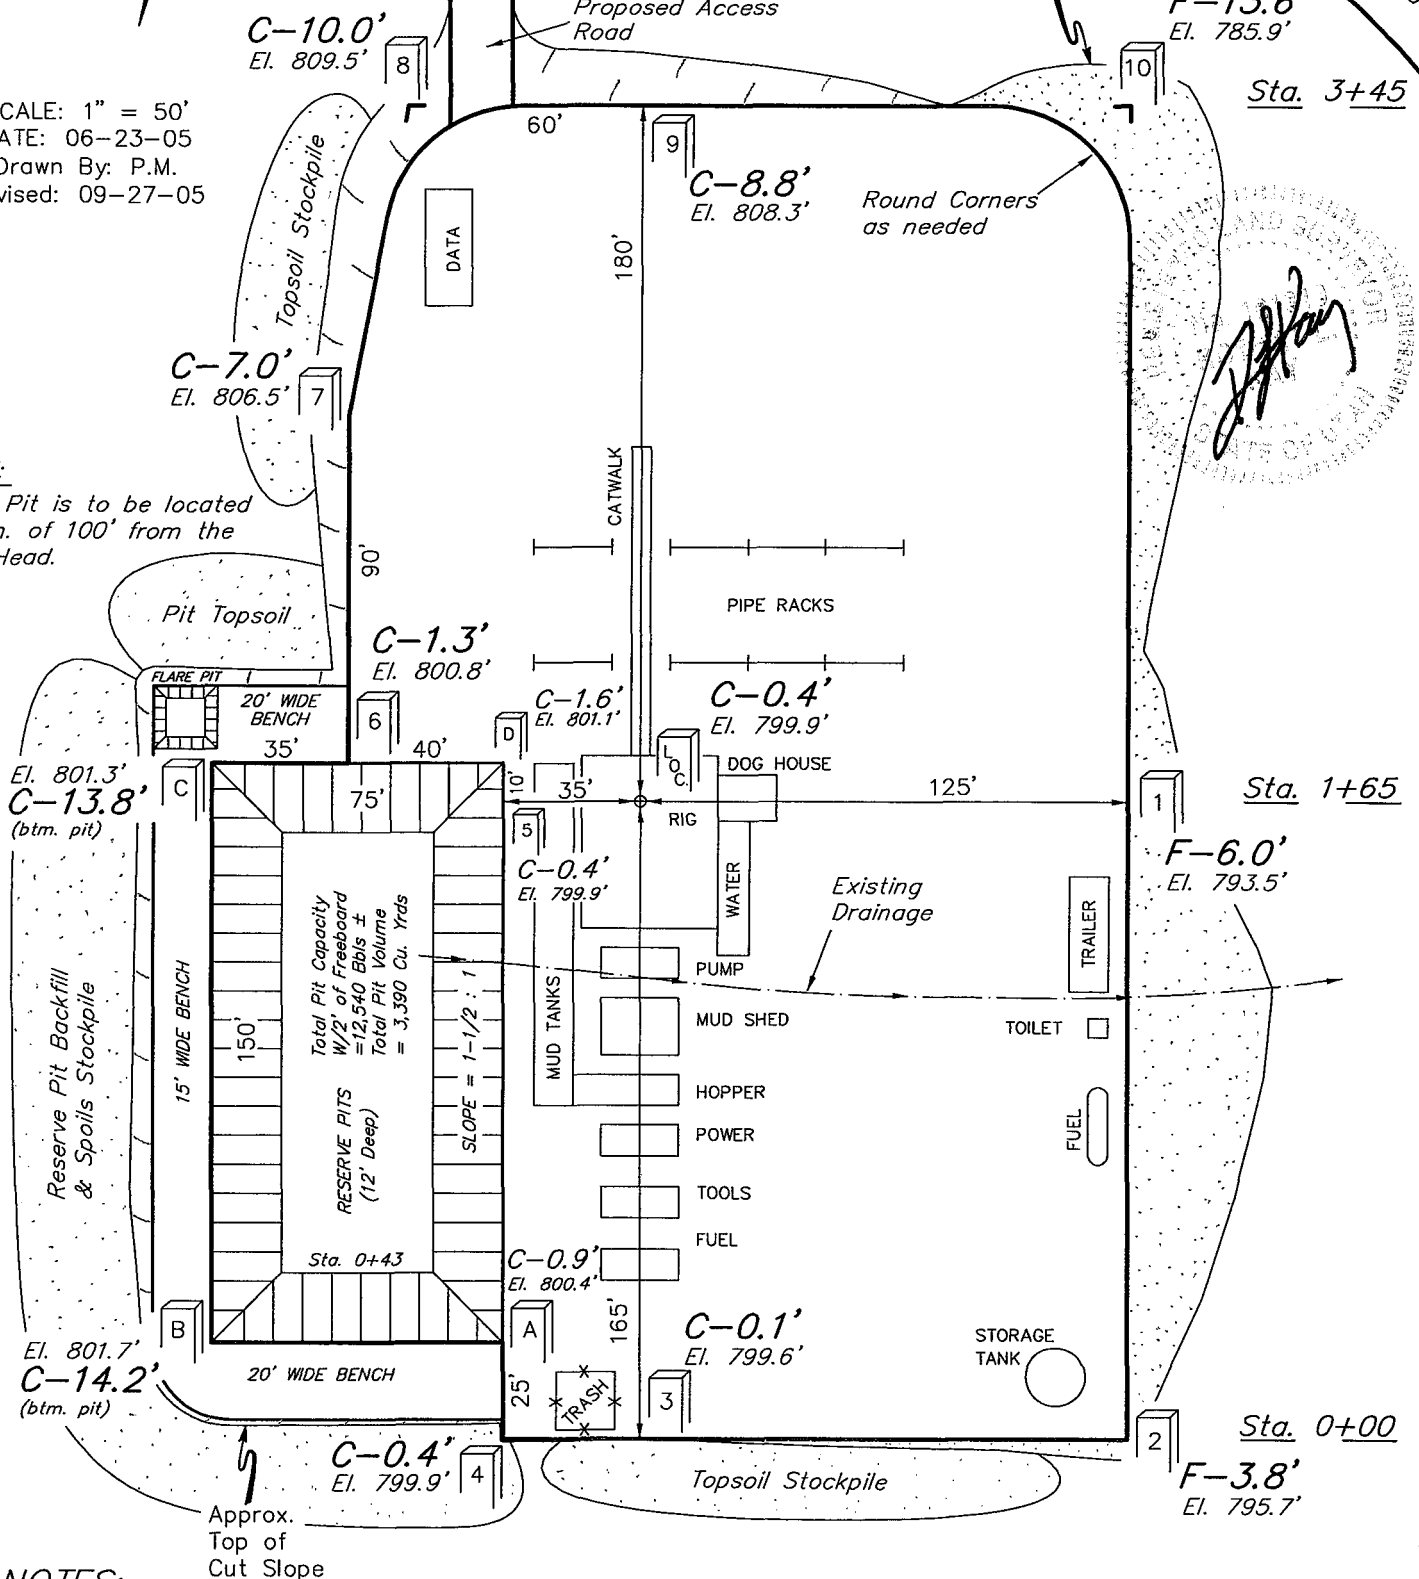 Proposed Access
Road
C-10.0'
El. 809.5'
8
F-13.6'
El. 785.9'
10
Sta. 3+45
CALE: 1" = 50'
ATE: 06-23-05
Drawn By: P.M.
vised: 09-27-05
60'
9
C-8.8'
El. 808.3'
Round Corners
as needed
Topsoil Stockpile
DATA
180'
C-7.0'
El. 806.5'
7
CATWALK
Pit is to be located
n. of 100' from the
Head.
90'
PIPE RACKS
Pit Topsoil
C-1.3'
El. 800.8'
6
FLARE PIT
20' WIDE
BENCH
C-1.6'
El. 801.1'
D
C-0.4'
El. 799.9'
LOC.
DOG HOUSE
35'
40'
El. 801.3'
C-13.8'
(btm. pit)
C
75'
10'
35'
RIG
125'
1
Sta. 1+65
5
C-0.4'
El. 799.9'
F-6.0'
El. 793.5'
WATER
Existing
Drainage
TRAILER
Total Pit Capacity
W/2' of Freeboard
=12,540 Bbls ±
Total Pit Volume
= 3,390 Cu. Yrds
PUMP
MUD TANKS
MUD SHED
TOILET
Reserve Pit Backfill
& Spoils Stockpile
15' WIDE BENCH
150'
RESERVE PITS
(12' Deep)
SLOPE = 1-1/2 : 1
HOPPER
POWER
FUEL
TOOLS
FUEL
Sta. 0+43
C-0.9'
El. 800.4'
B
A
165'
C-0.1'
El. 799.6'
STORAGE
TANK
El. 801.7'
C-14.2'
(btm. pit)
20' WIDE BENCH
25'
TRASH
3
2
Sta. 0+00
C-0.4'
El. 799.9'
4
Topsoil Stockpile
F-3.8'
El. 795.7'
Approx.
Top of
Cut Slope
NOTES: